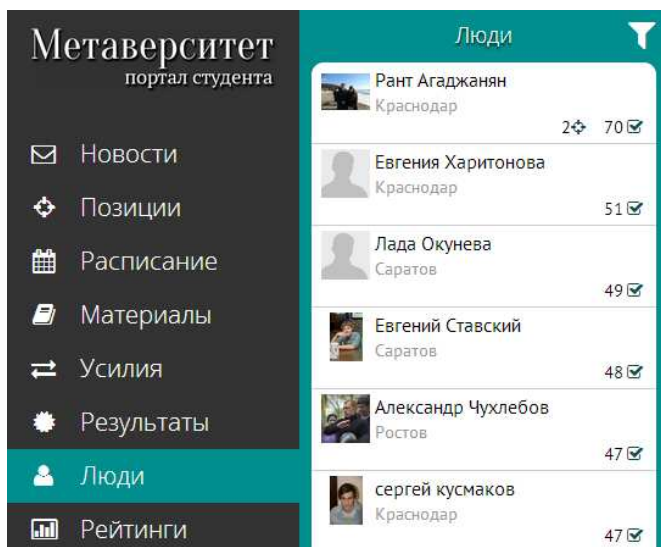 Метаверситет
портал студента
Новости
Позиции
Расписание
Материалы
Усилия
Результаты
Люди
Рейтинги
Люди
Рант Агаджанян
Краснодар
2 70
Евгения Харитонова
Краснодар
51
Лада Окунева
Саратов
49
Евгений Ставский
Саратов
48
Александр Чухлебов
Ростов
47
сергей кусмаков
Краснодар
47